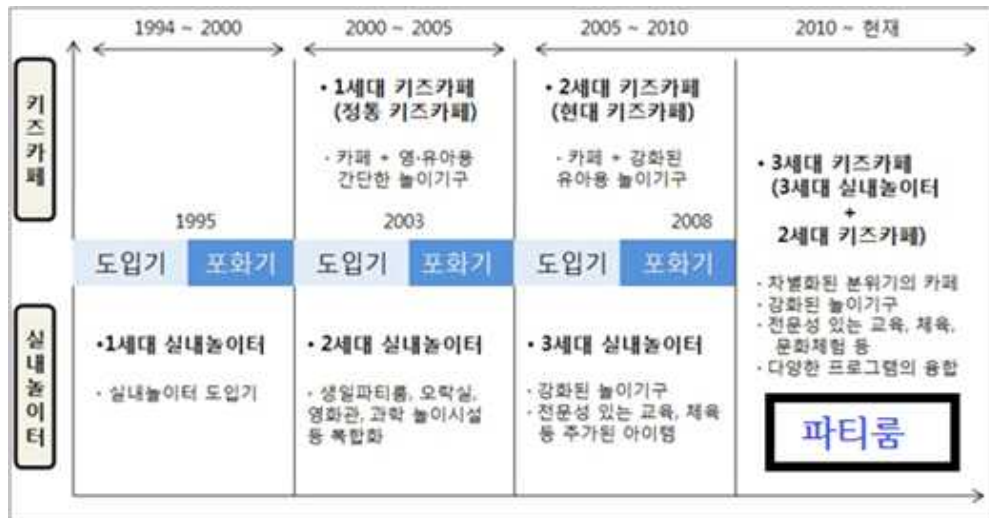 1994 ~ 2000
2000 ~ 2005
2005 ~ 2010
2010 ~ 현재
키즈카페
• 1세대 키즈카페
(정통 키즈카페)
· 카페 + 영·유아용
간단한 놀이기구
• 2세대 키즈카페
(현대 키즈카페)
· 카페 + 강화된
유아용 놀이기구
• 3세대 키즈카페
(3세대 실내놀이터
+
2세대 키즈카페)
· 차별화된 분위기의 카페
· 강화된 놀이기구
· 전문성 있는 교육, 체육,
문화체험 등
· 다양한 프로그램의 융합
파티룸
1995
2003
2008
도입기
포화기
도입기
포화기
도입기
포화기
실내놀이터
•1세대 실내놀이터
· 실내놀이터 도입기
• 2세대 실내놀이터
· 생일파티룸, 오락실,
영화관, 과학 놀이시설
등 복합화
• 3세대 실내놀이터
· 강화된 놀이기구
· 전문성 있는 교육, 체육
등 추가된 아이템